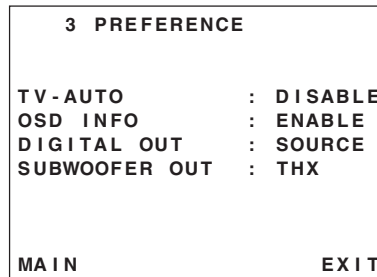 3 PREFERENCE
TV-AUTO : DISABLE
OSD INFO : ENABLE
DIGITAL OUT : SOURCE
SUBWOOFER OUT : THX
MAIN EXIT